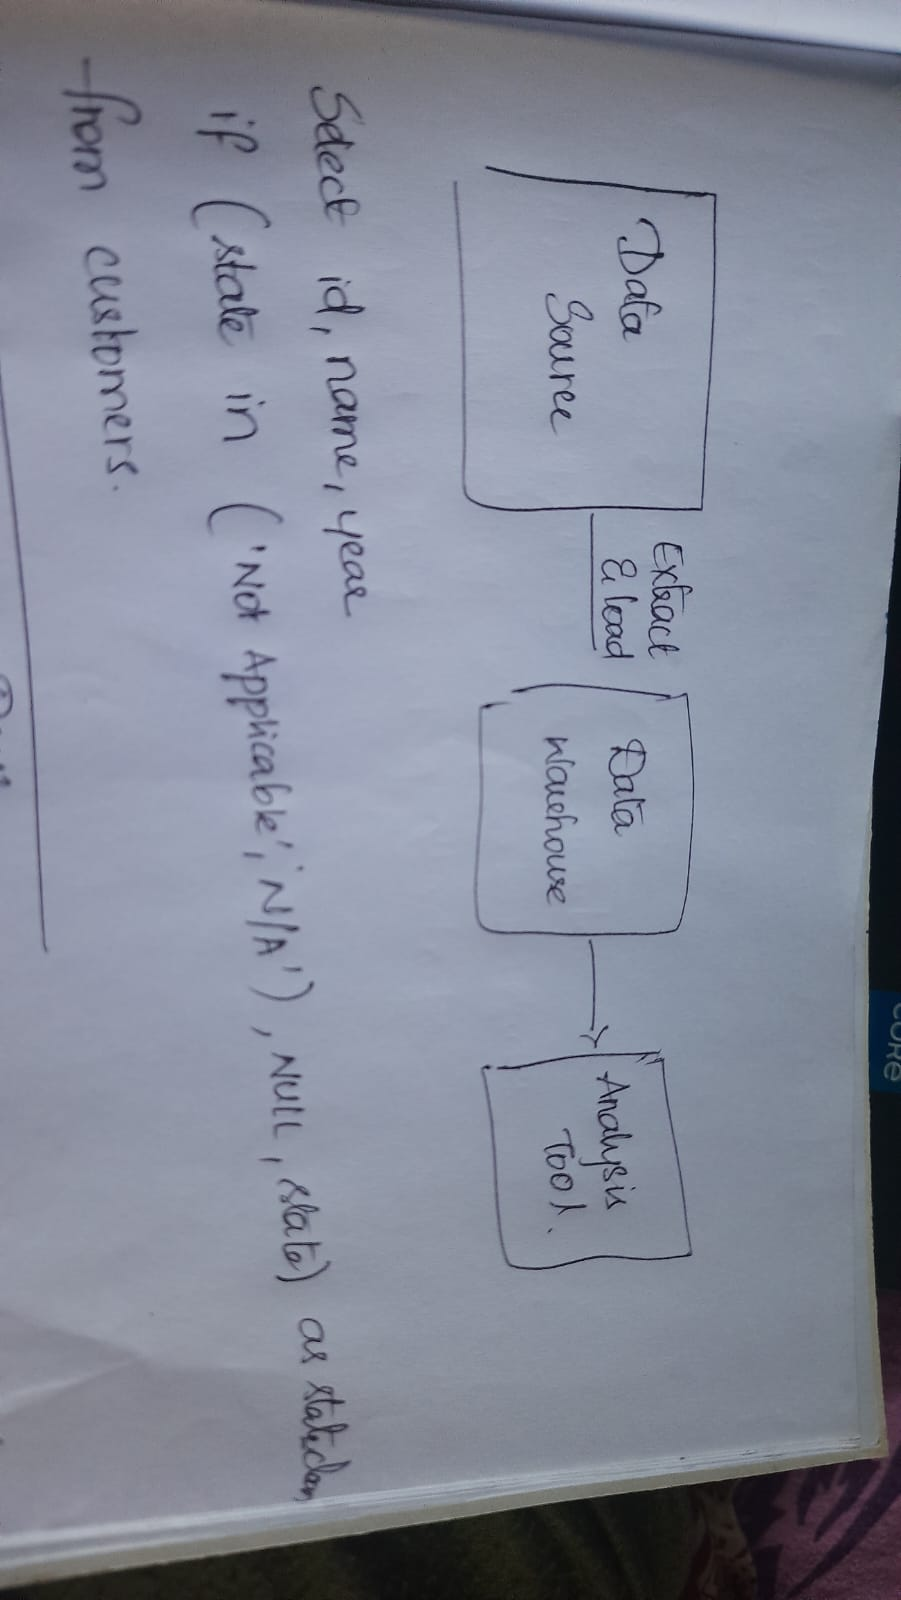 Data
Source
Extract
& load
Data
Warehouse
Analysis
Tool.
Select id, name, year
if (state in ('Not Applicable', 'N/A'), NULL, state) as
from customers.